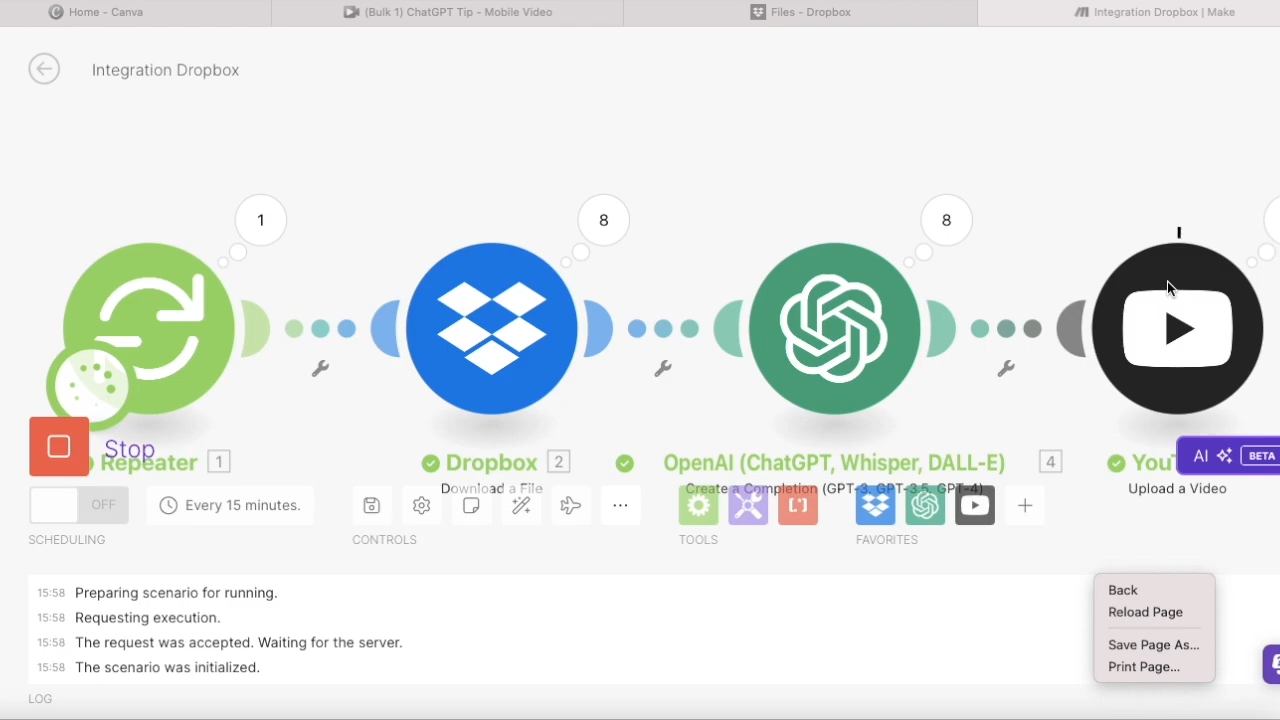 Home - Canva
(Bulk 1) ChatGPT Tip - Mobile Video
Files - Dropbox
Integration Dropbox | Make
Integration Dropbox
1
8
8
Stop
Repeater 1
Dropbox 2
Download a File
OpenAI (ChatGPT, Whisper, DALL-E) 4
Create a Completion (GPT-3, GPT-3.5, GPT-4)
Upload a Video
AI BETA
OFF
Every 15 minutes.
SCHEDULING
CONTROLS
TOOLS
FAVORITES
15:58 Preparing scenario for running.
15:58 Requesting execution.
15:58 The request was accepted. Waiting for the server.
15:58 The scenario was initialized.
LOG
Back
Reload Page
Save Page As...
Print Page...